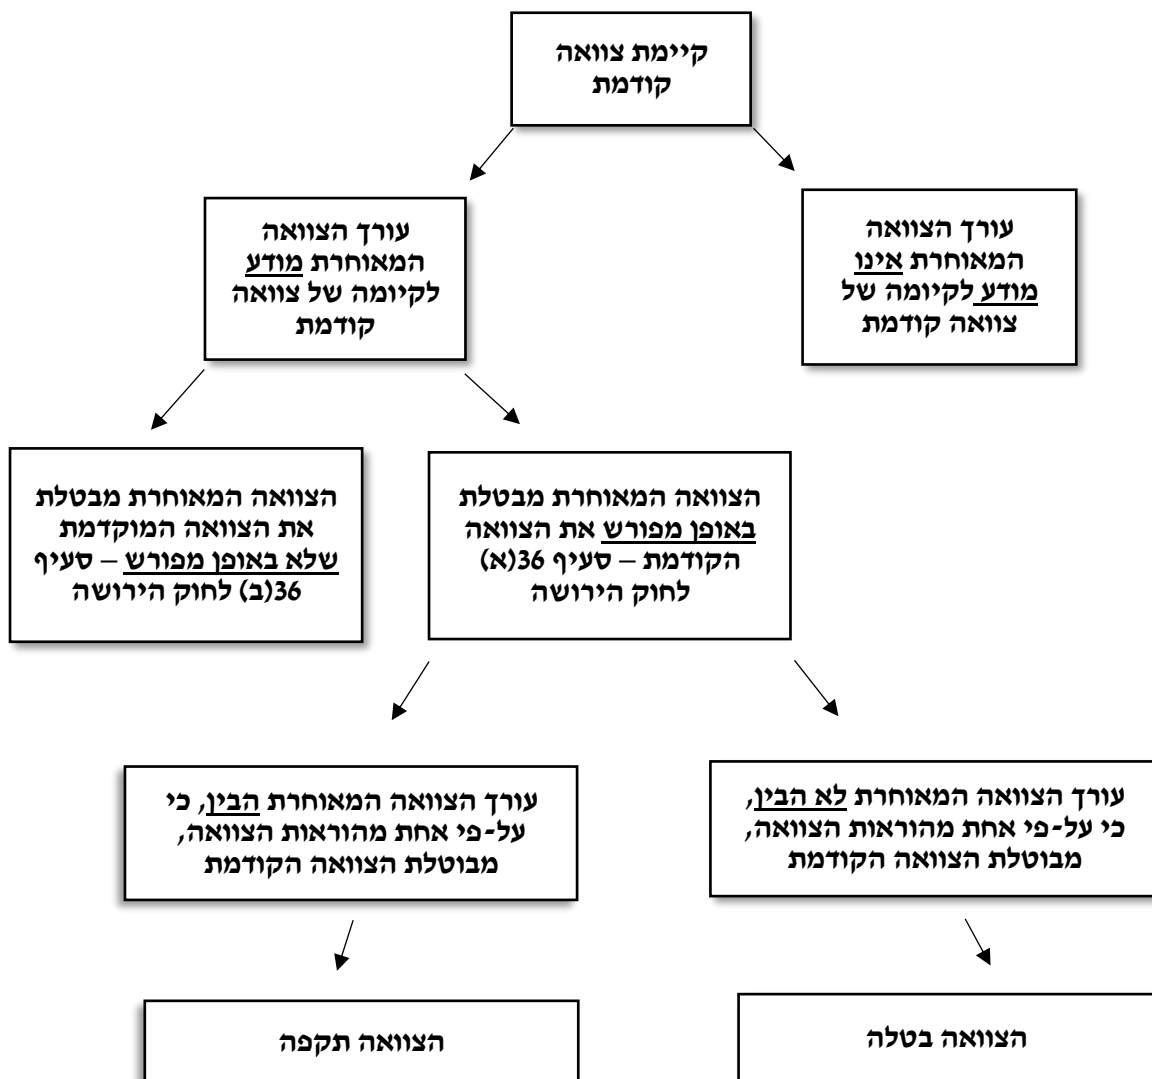 קיימת צוואה
קודמת
עורך הצוואה
המאוחרת אינו
מודע לקיומה של
צוואה קודמת
עורך הצוואה
המאוחרת מודע
לקיומה של צוואה
קודמת
הצוואה המאוחרת מבטלת
באופן מפורש את הצוואה
הקודמת – סעיף 36(א)
לחוק הירושה
הצוואה המאוחרת מבטלת
את הצוואה המוקדמת
שלא באופן מפורש – סעיף
36(ב) לחוק הירושה
עורך הצוואה המאוחרת לא הבין,
כי על-פי אחת מהוראות הצוואה,
מבוטלת הצוואה הקודמת
עורך הצוואה המאוחרת הבין, כי
על-פי אחת מהוראות הצוואה,
מבוטלת הצוואה הקודמת
הצוואה בטלה
הצוואה תקפה